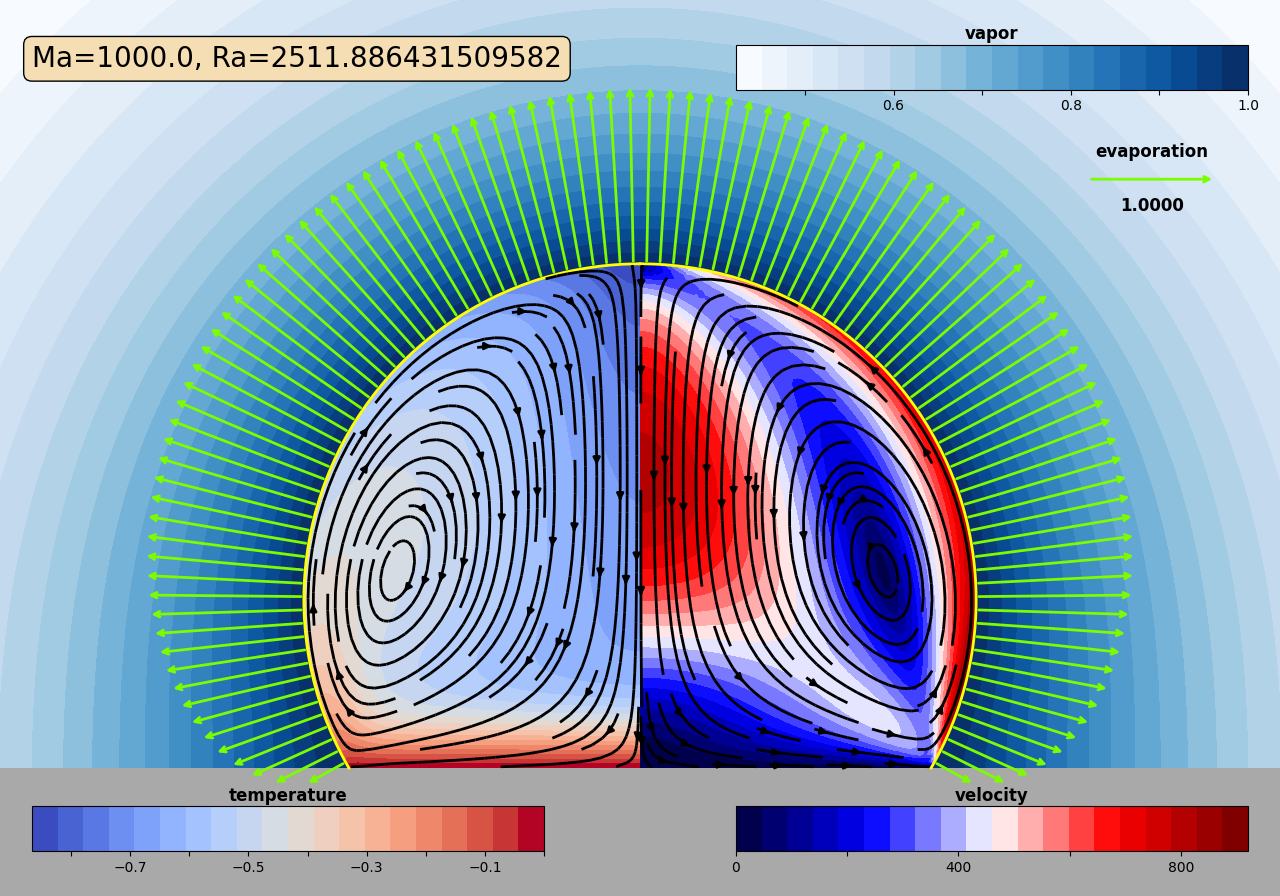 Ma=1000.0, Ra=2511.886431509582
vapor
0.6 0.8 1.0
evaporation
1.0000
temperature
−0.7 −0.5 −0.3 −0.1
velocity
0 400 800